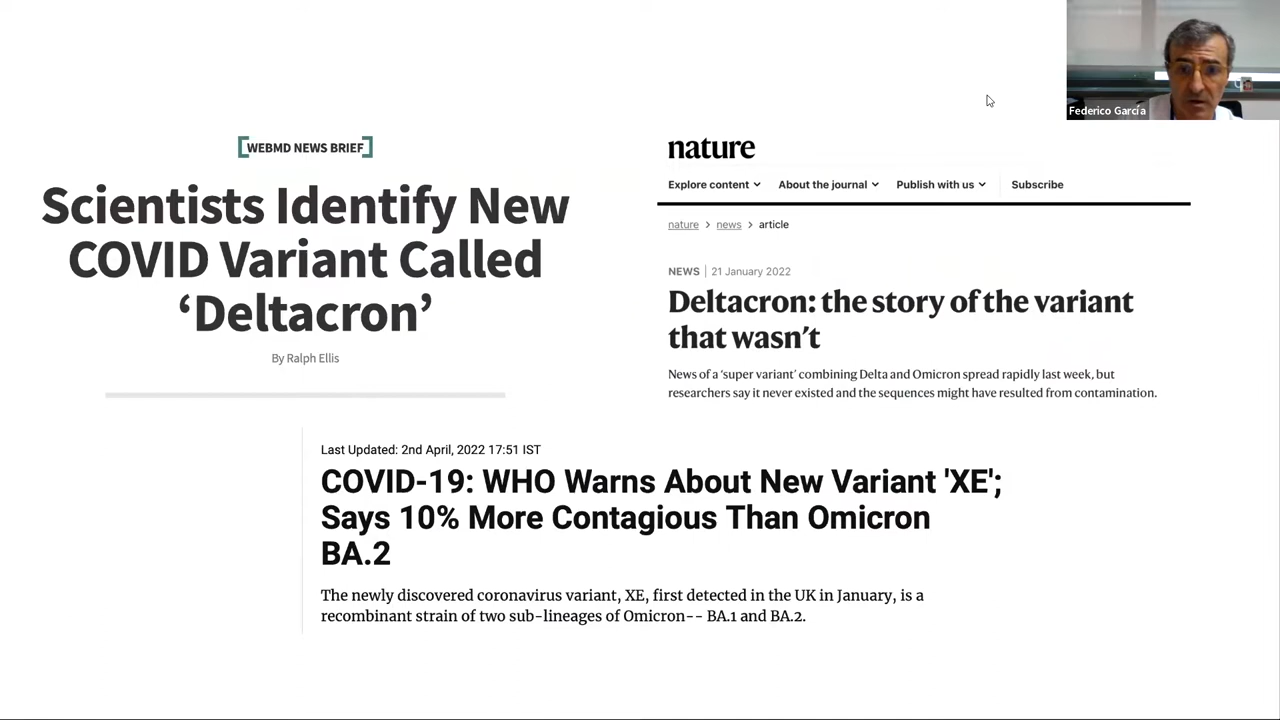 Federico García
[WEBMD NEWS BRIEF]
Scientists Identify New
COVID Variant Called
‘Deltacron’
By Ralph Ellis
nature
Explore content About the journal Publish with us Subscribe
nature > news > article
NEWS | 21 January 2022
Deltacron: the story of the variant
that wasn’t
News of a ‘super variant’ combining Delta and Omicron spread rapidly last week, but
researchers say it never existed and the sequences might have resulted from contamination.
Last Updated: 2nd April, 2022 17:51 IST
COVID-19: WHO Warns About New Variant 'XE';
Says 10% More Contagious Than Omicron
BA.2
The newly discovered coronavirus variant, XE, first detected in the UK in January, is a
recombinant strain of two sub-lineages of Omicron-- BA.1 and BA.2.